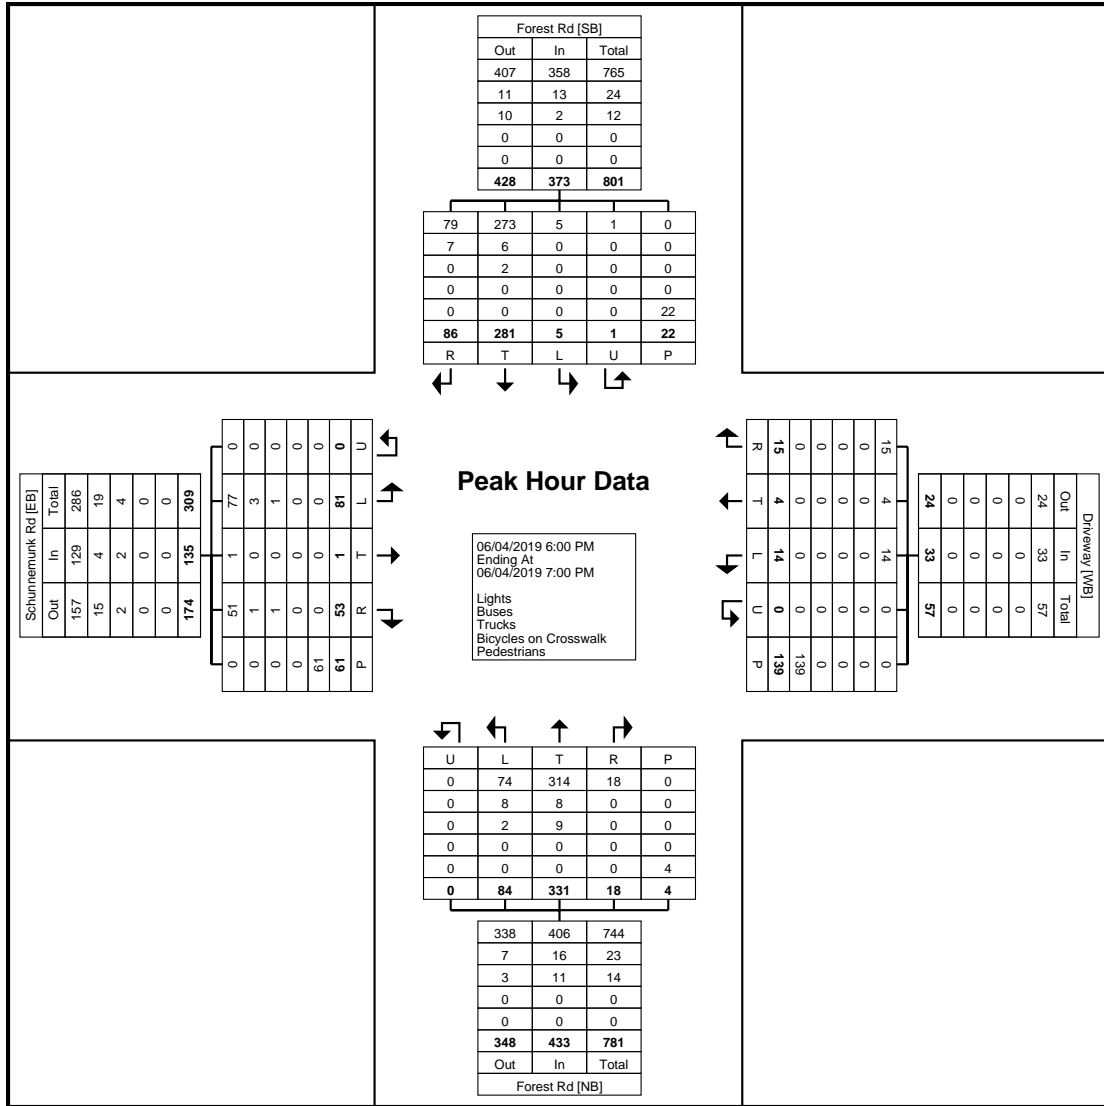 Forest Rd [SB]
Out In Total
407 358 765
11 13 24
10 2 12
0 0 0
0 0 0
428 373 801
79 273 5 1 0
7 6 0 0 0
0 2 0 0 0
0 0 0 0 0
0 0 0 0 22
86 281 5 1 22
R T L U P
Schunnemunk Rd [EB]
Total In Out
286 129 157
19 4 15
4 2 2
0 0 0
0 0 0
309 135 174
0 77 1 51 0
0 3 0 1 0
0 1 0 1 0
0 0 0 0 0
0 0 0 0 61
0 81 1 53 61
U L T R P
Peak Hour Data
06/04/2019 6:00 PM
Ending At
06/04/2019 7:00 PM
Lights
Buses
Trucks
Bicycles on Crosswalk
Pedestrians
Driveway [WB]
Out In Total
24 33 57
0 0 0
0 0 0
0 0 0
0 0 0
24 33 57
15 4 14 0 0
0 0 0 0 0
0 0 0 0 0
0 0 0 0 0
0 0 0 0 139
15 4 14 0 139
R T L U P
U L T R P
0 74 314 18 0
0 8 8 0 0
0 2 9 0 0
0 0 0 0 0
0 0 0 0 4
0 84 331 18 4
338 406 744
7 16 23
3 11 14
0 0 0
0 0 0
348 433 781
Out In Total
Forest Rd [NB]